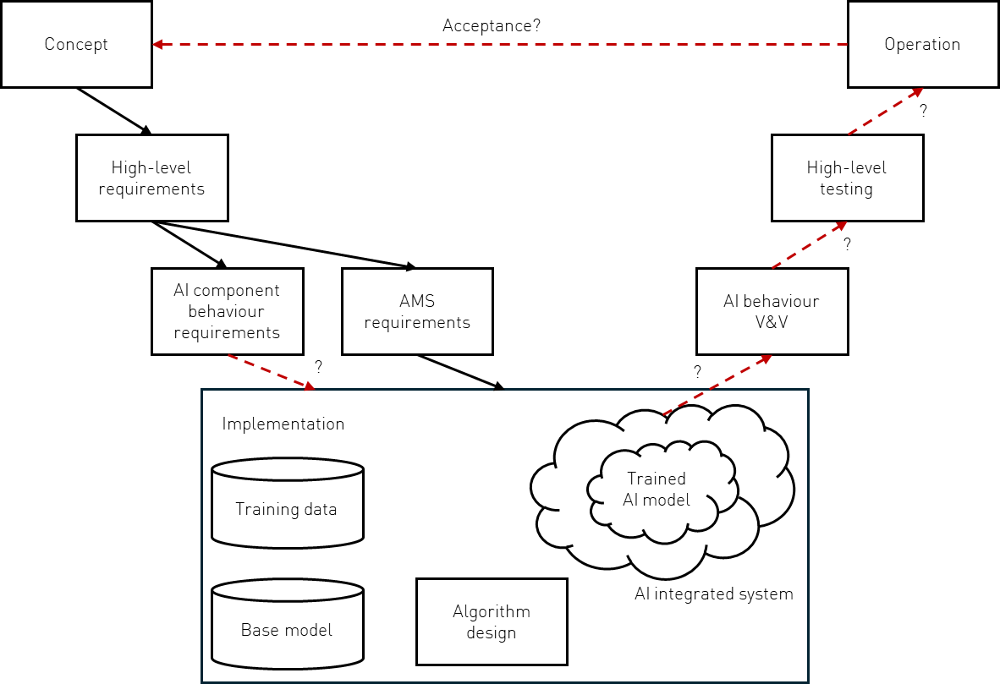 Acceptance?
Concept
Operation
?
High-level
requirements
High-level
testing
?
AI component
behaviour
requirements
AMS
requirements
AI behaviour
V&V
?
?
Implementation
Trained
AI model
Training data
AI integrated system
Algorithm
design
Base model